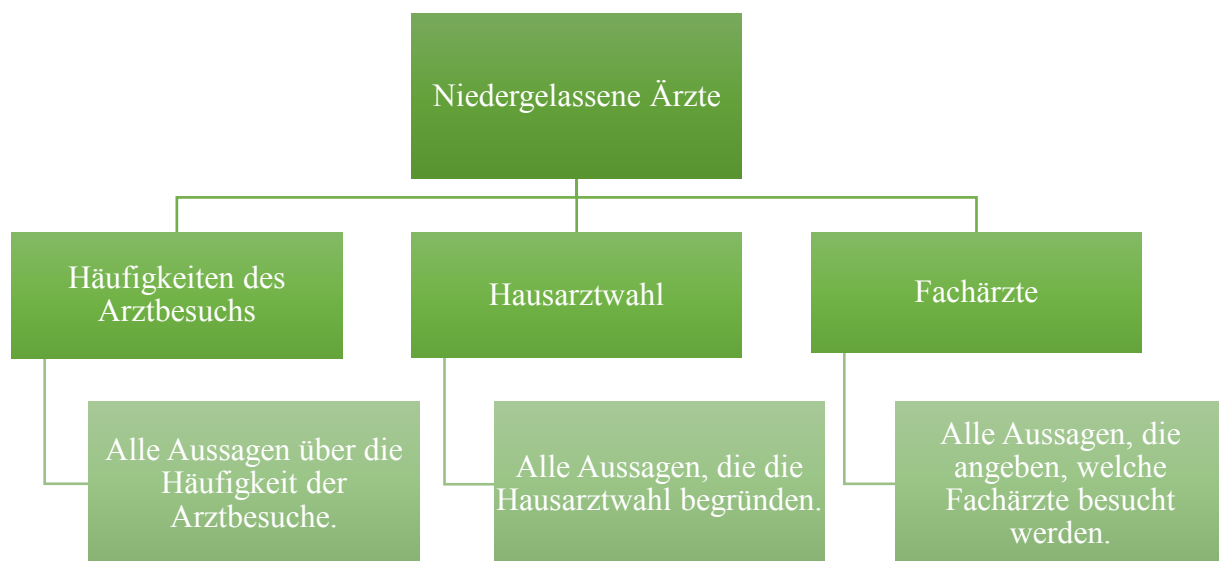 Niedergelassene Ärzte
Häufigkeiten des
Arztbesuchs
Hausarztwahl
Fachärzte
Alle Aussagen über die
Häufigkeit der
Arztbesuche.
Alle Aussagen, die die
Hausarztwahl begründen.
Alle Aussagen, die
angeben, welche
Fachärzte besucht
werden.